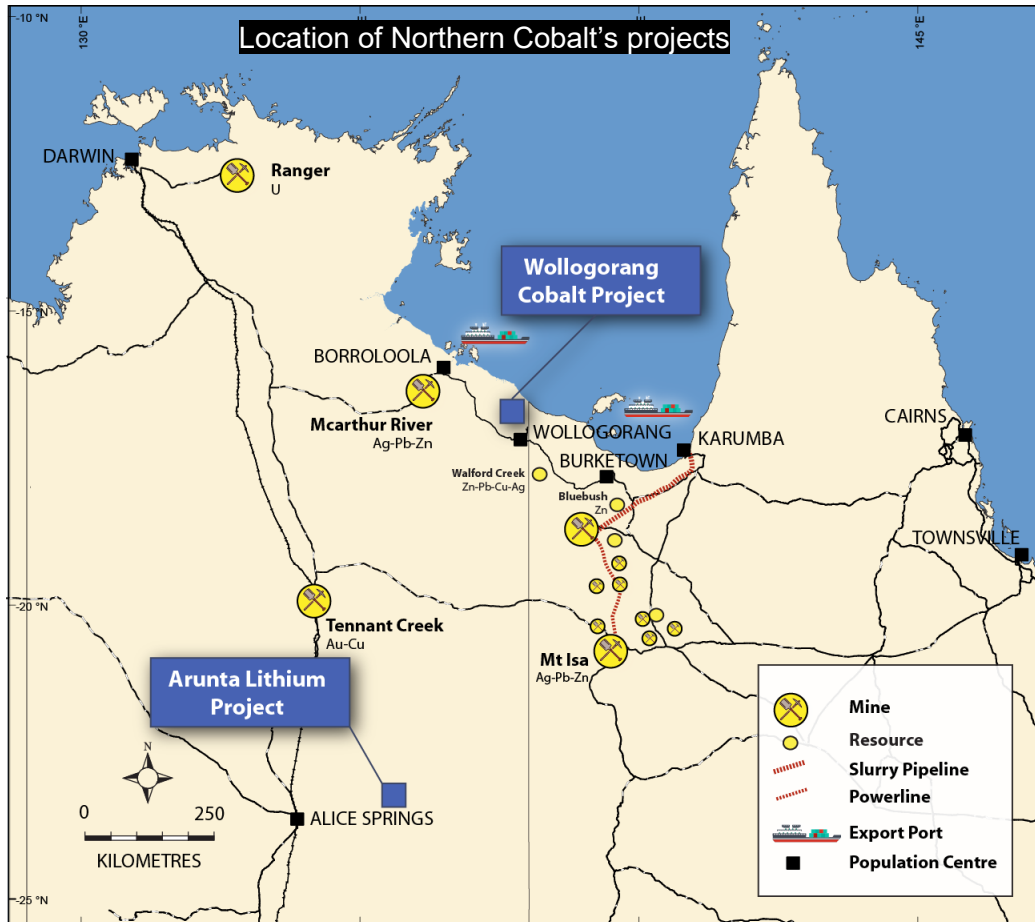 -10 °N
130 °E
145 °E
Location of Northern Cobalt's projects
DARWIN
Ranger
U
Wollogorang
Cobalt Project
-15 °N
BORROLOOLA
Mcarthur River
Ag-Pb-Zn
WOLLOGORANG
KARUMBA
CAIRNS
Walford Creek
Zn-Pb-Cu-Ag
BURKETOWN
Bluebush
Zn
TOWNSVILLE
-20 °N
Tennant Creek
Au-Cu
Mt Isa
Ag-Pb-Zn
Arunta Lithium
Project
N
0 250
KILOMETRES
ALICE SPRINGS
Mine
Resource
Slurry Pipeline
Powerline
Export Port
Population Centre
-25 °N